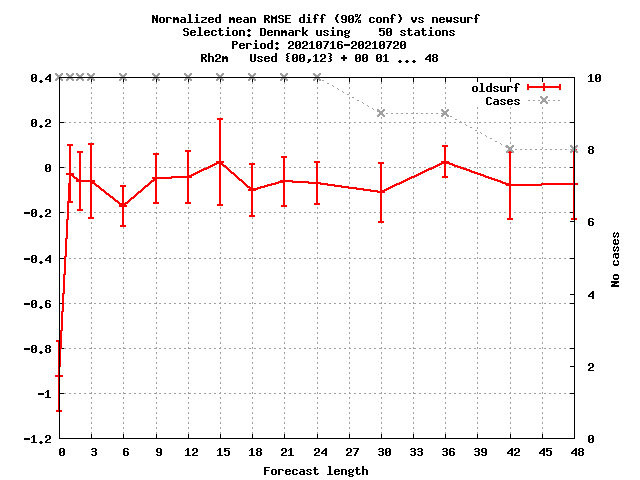 Normalized mean RMSE diff (90% conf) vs newsurf
Selection: Denmark using    50 stations
Period: 20210716-20210720
Rh2m   Used {00,12} + 00 01 ... 48
oldsurf
Cases
0.4
0.2
0
-0.2
-0.4
-0.6
-0.8
-1
-1.2
10
8
6
4
2
0
No cases
0 3 6 9 12 15 18 21 24 27 30 33 36 39 42 45 48
Forecast length